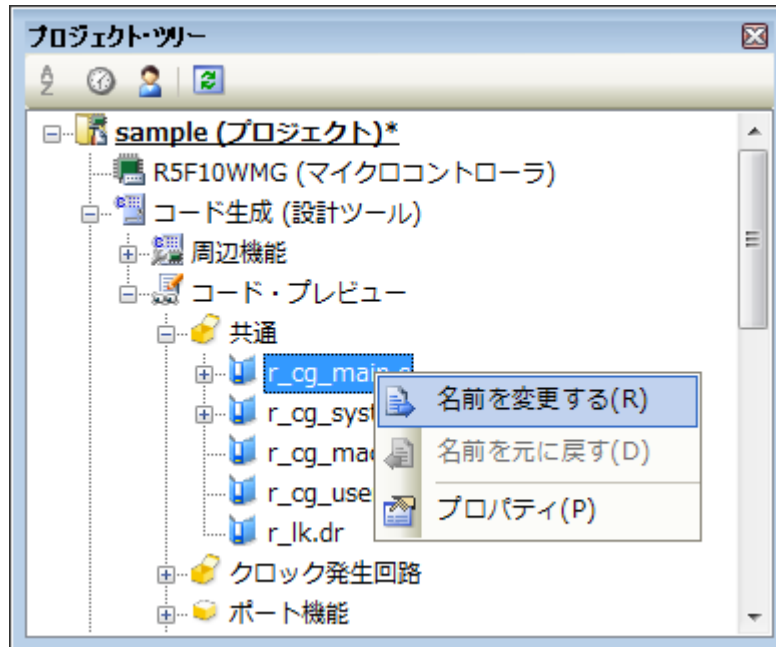 プロジェクト・ツリー
sample (プロジェクト)*
R5F10WMG (マイクロコントローラ)
コード生成 (設計ツール)
周辺機能
コード・プレビュー
共通
r_cg_main.c
名前を変更する(R)
r_cg_syst
名前を元に戻す(D)
r_cg_mac
r_cg_use
プロパティ(P)
r_lk.dr
クロック発生回路
ポート機能